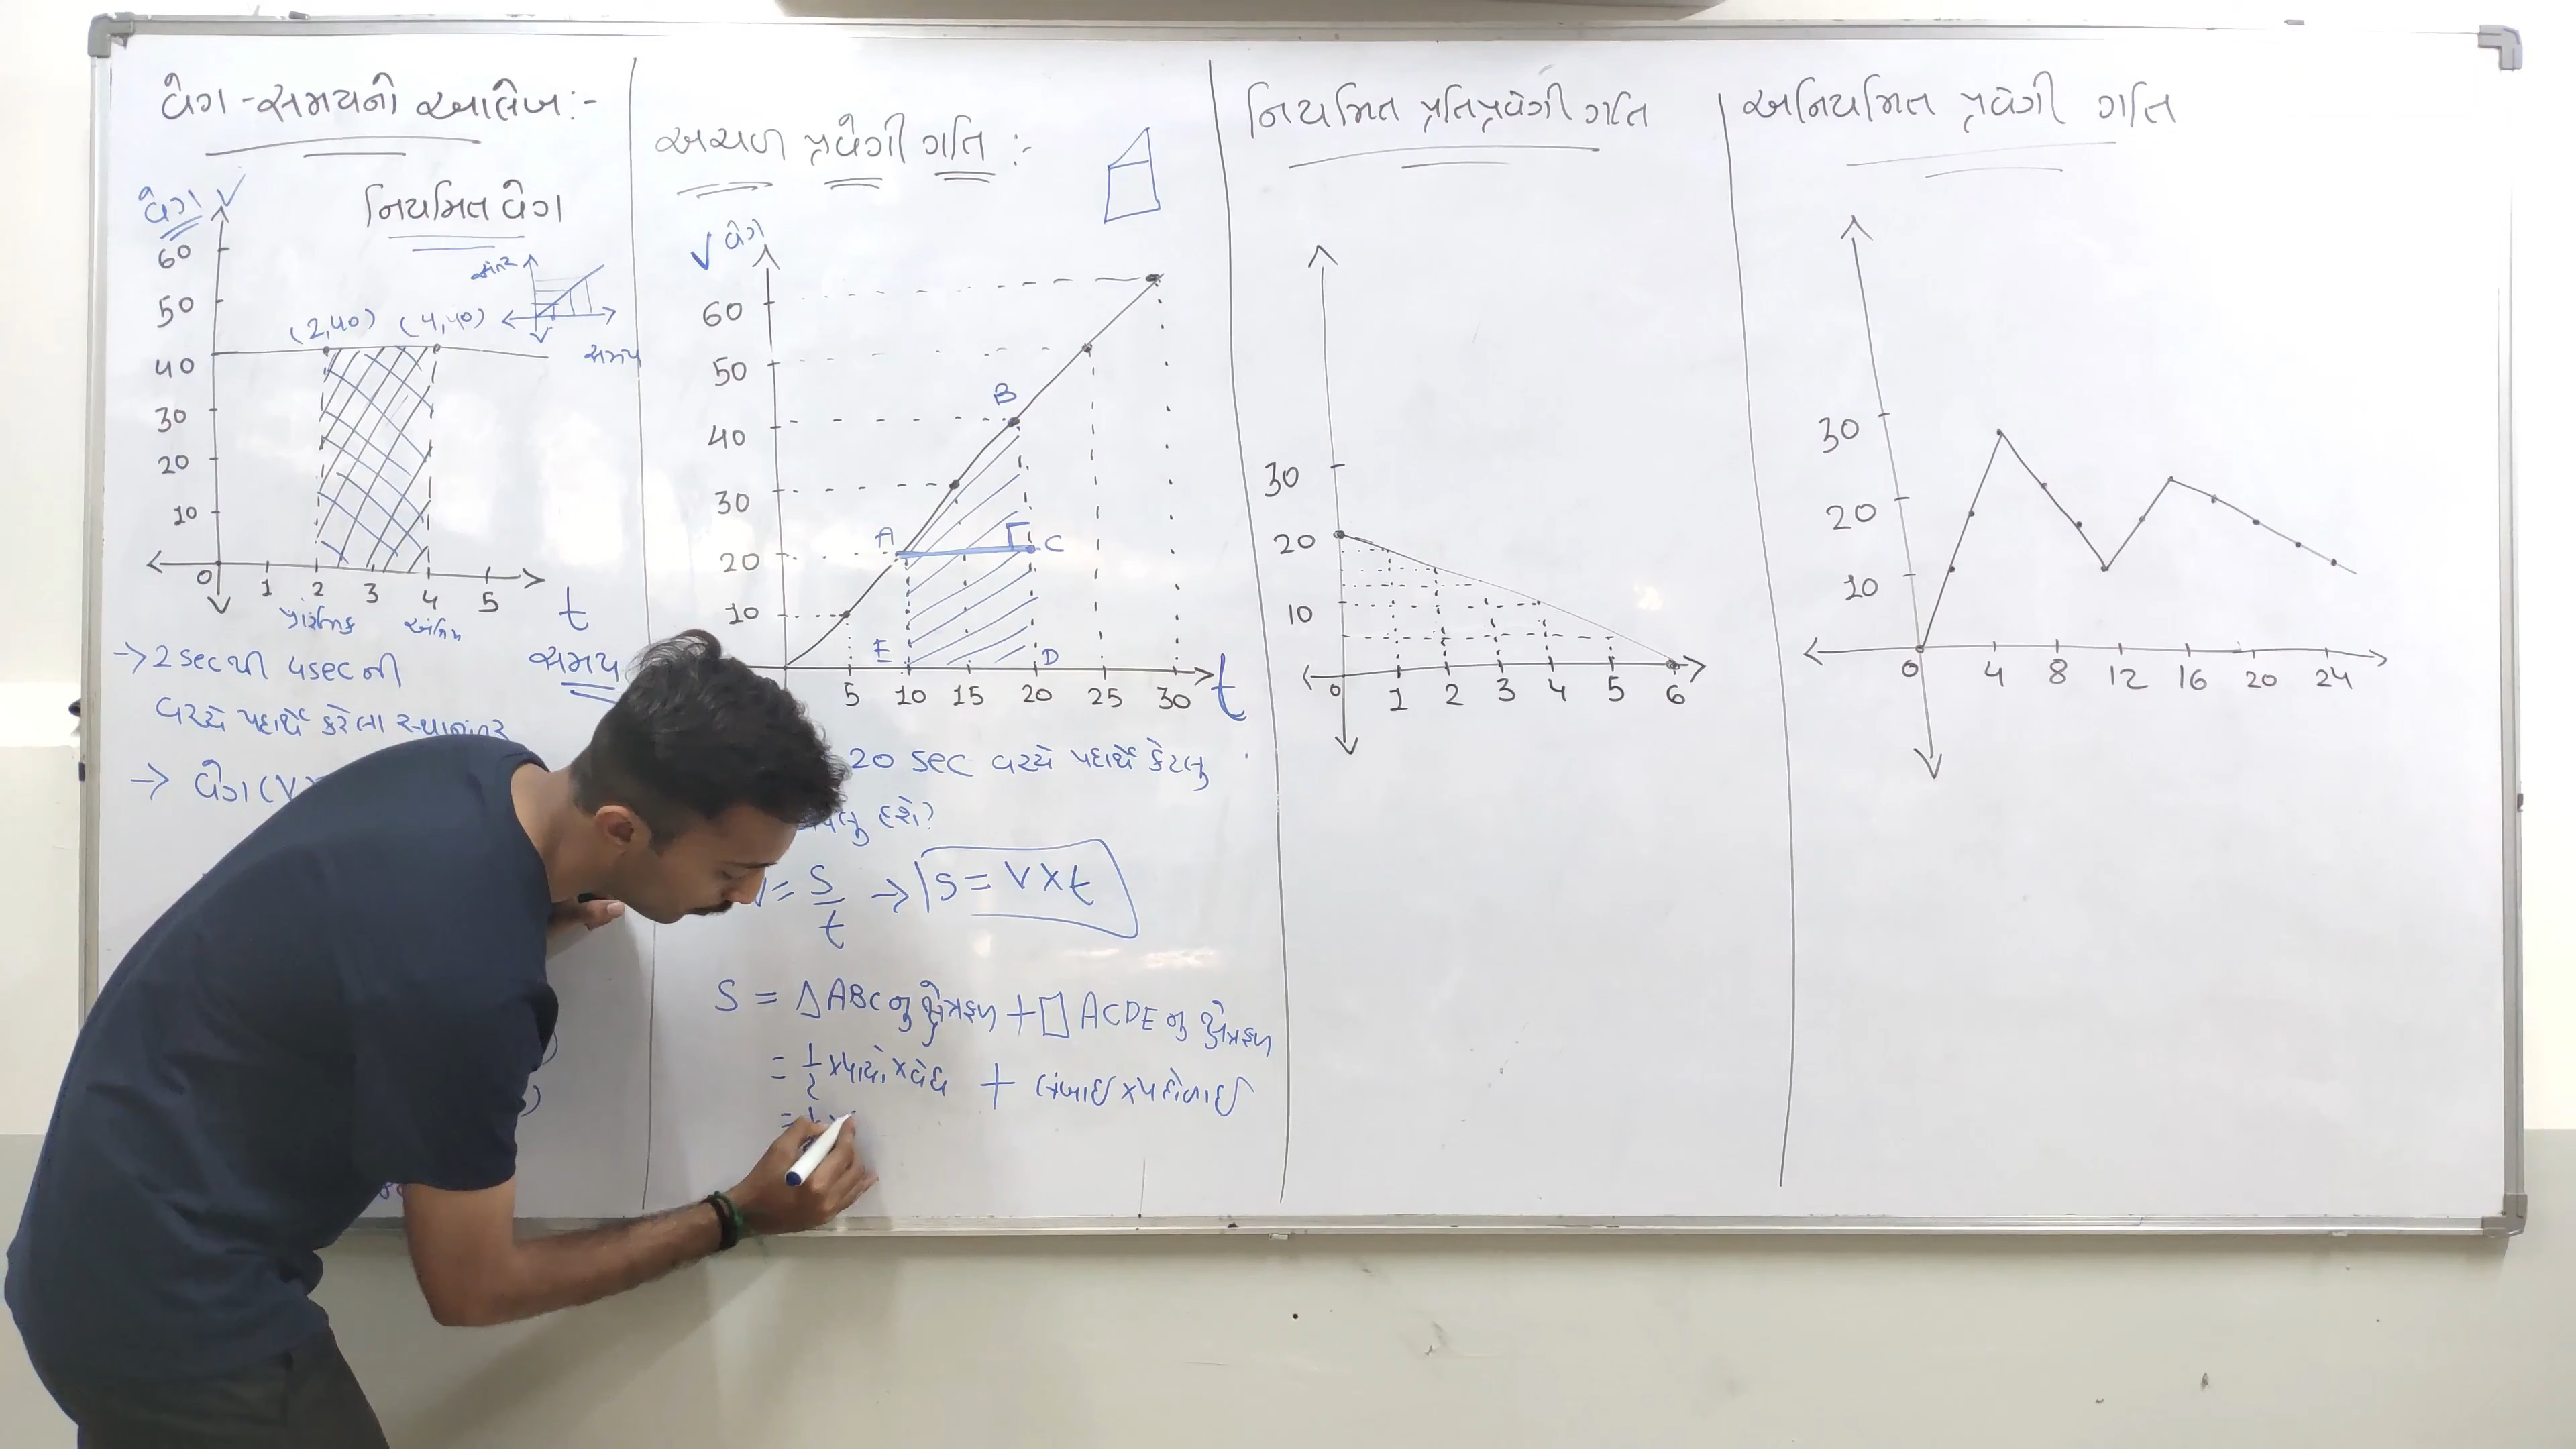 વેગ-સમયનો આલેખ:-
નિયમિત વેગ
વેગ V
60
50
40
30
20
10
(2,40) (4,40)
અંતર
સમય
0 1 2 3 4 5 t
પ્રારંભિક અંતિમ
સમય
→ 2 sec થી 4 sec ની
વચ્ચે પદાર્થે કરેલા સ્થાનાંતર
→ વેગ (V
અચળ પ્રવેગી ગતિ :-
V વેગ
60
50
40
30
20
10
A B C
E D
5 10 15 20 25 30 t
20 sec વચ્ચે પદાર્થે કેટલુ
હશે?
V = S/t → S = V × t
S = △ABC નુ ક્ષેત્રફળ + □ ACDE નુ ક્ષેત્રફળ
= 1/2 × પાયો × વેધ + લંબાઈ × પહોળાઈ
= 1
નિયમિત પ્રતિપ્રવેગી ગતિ
30
20
10
0 1 2 3 4 5 6
અનિયમિત પ્રવેગી ગતિ
30
20
10
0 4 8 12 16 20 24